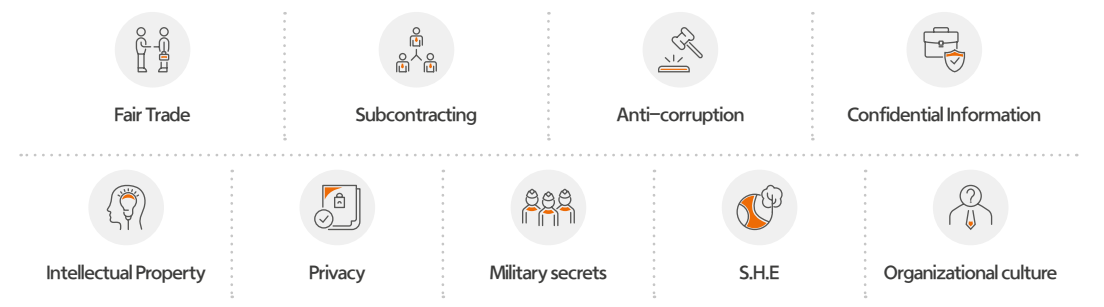 Fair Trade
Subcontracting
Anti-corruption
Confidential Information
Intellectual Property
Privacy
Military secrets
S.H.E
Organizational culture